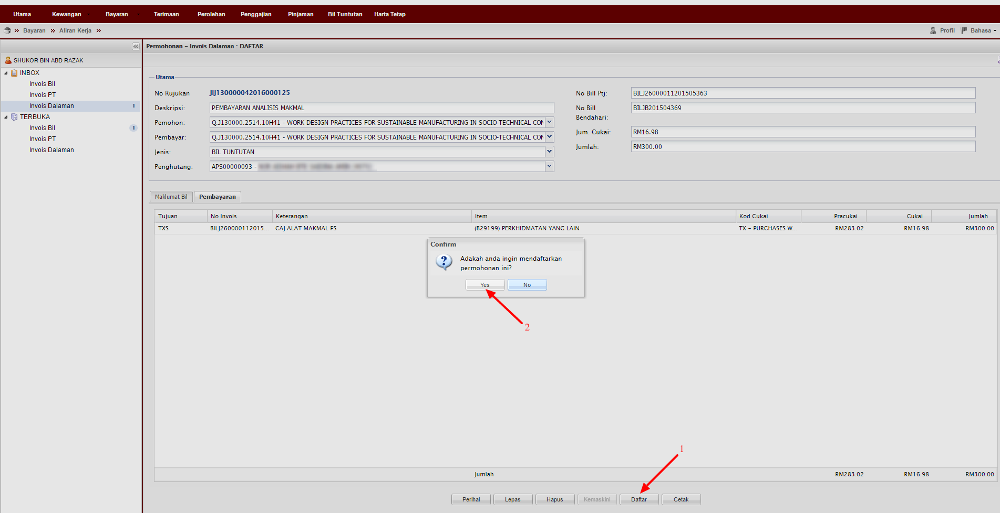 Utama Kewangan Bayaran Terimaan Perolehan Penggajian Pinjaman Bil Tuntutan Harta Tetap
Bayaran Aliran Kerja Profil Bahasa
Permohonan - Invois Dalaman : DAFTAR
SHUKOR BIN ABD RAZAK
INBOX
Invois Bil
Invois PT
Invois Dalaman 1
TERBUKA
Invois Bil 1
Invois PT
Invois Dalaman
Utama
No Rujukan JIJ130000042016000125
Deskripsi: PEMBAYARAN ANALISIS MAKMAL
Pemohon: Q.J130000.2514.10H41 - WORK DESIGN PRACTICES FOR SUSTAINABLE MANUFACTURING IN SOCIO-TECHNICAL CON
Pembayar: Q.J130000.2514.10H41 - WORK DESIGN PRACTICES FOR SUSTAINABLE MANUFACTURING IN SOCIO-TECHNICAL CON
Jenis: BIL TUNTUTAN
Penghutang: APS00000093 -
No Bill Ptj: BILJ26000011201505363
No Bill Bendahari: BILJB201504369
Jum. Cukai: RM16.98
Jumlah: RM300.00
Maklumat Bil Pembayaran
Tujuan No Invois Keterangan Item Kod Cukai Pracukai Cukai Jumlah
TXS BILJ260000112015... CAJ ALAT MAKMAL FS (B29199) PERKHIDMATAN YANG LAIN TX - PURCHASES W... RM283.02 RM16.98 RM300.00
Confirm
Adakah anda ingin mendaftarkan
permohonan ini?
Yes No
2
1
Jumlah RM283.02 RM16.98 RM300.00
Perihal Lepas Hapus Kemaskini Daftar Cetak